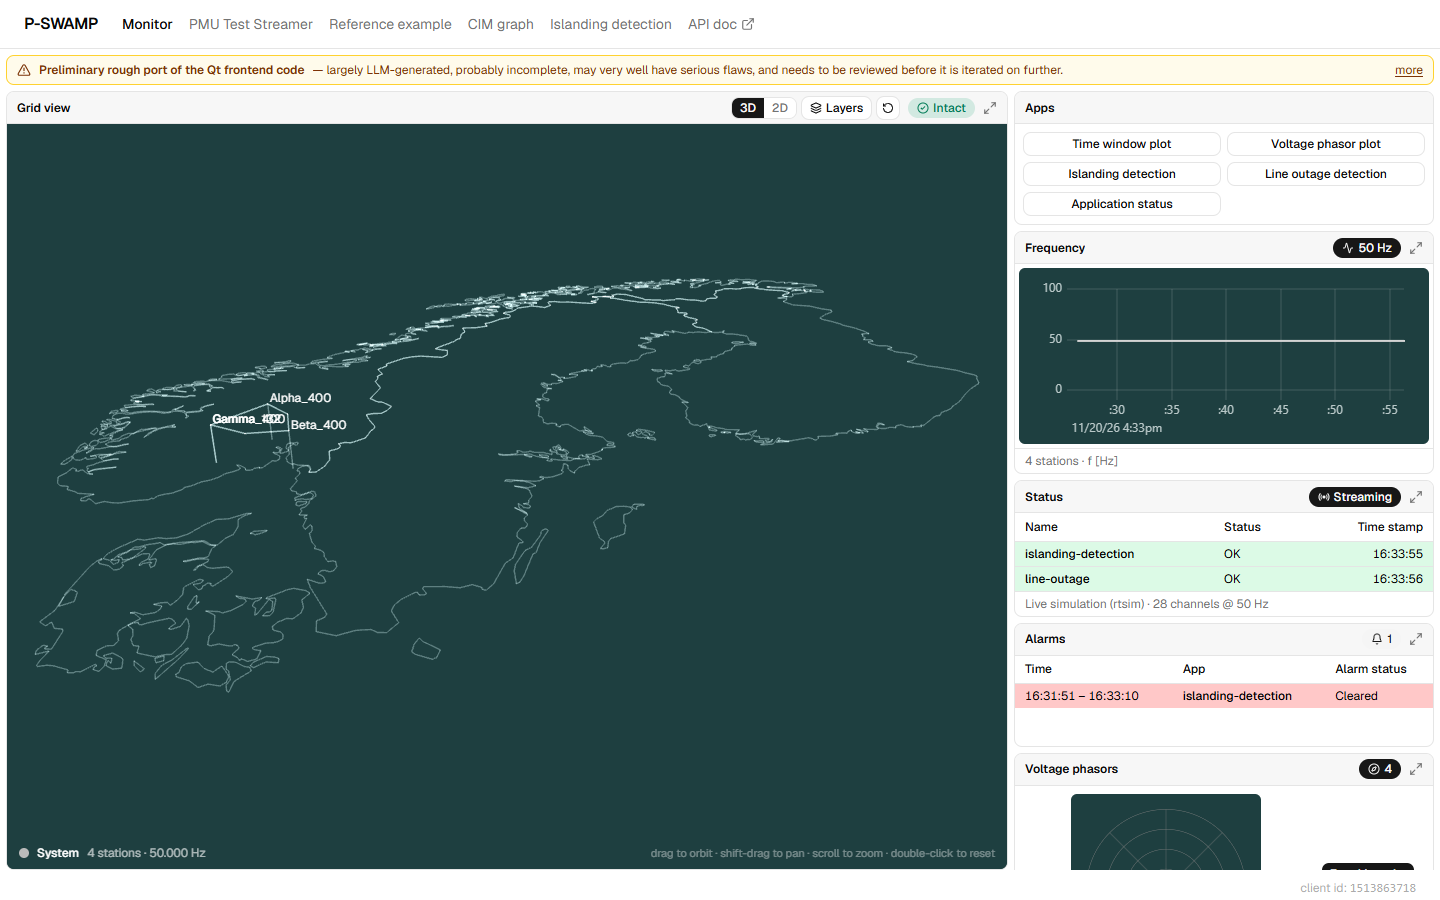 P-SWAMP Monitor PMU Test Streamer Reference example CIM graph Islanding detection API doc
Preliminary rough port of the Qt frontend code — largely LLM-generated, probably incomplete, may very well have serious flaws, and needs to be reviewed before it is iterated on further. more
Grid view 3D 2D Layers Intact
Alpha_400
Gamma_
Beta_400
System 4 stations · 50.000 Hz
drag to orbit · shift-drag to pan · scroll to zoom · double-click to reset
Apps
Time window plot Voltage phasor plot
Islanding detection Line outage detection
Application status
Frequency 50 Hz
100
50
0
:30 :35 :40 :45 :50 :55
11/20/26 4:33pm
4 stations · f [Hz]
Status Streaming
Name Status Time stamp
islanding-detection OK 16:33:55
line-outage OK 16:33:56
Live simulation (rtsim) · 28 channels @ 50 Hz
Alarms 1
Time App Alarm status
16:31:51 – 16:33:10 islanding-detection Cleared
Voltage phasors 4
client id: 1513863718